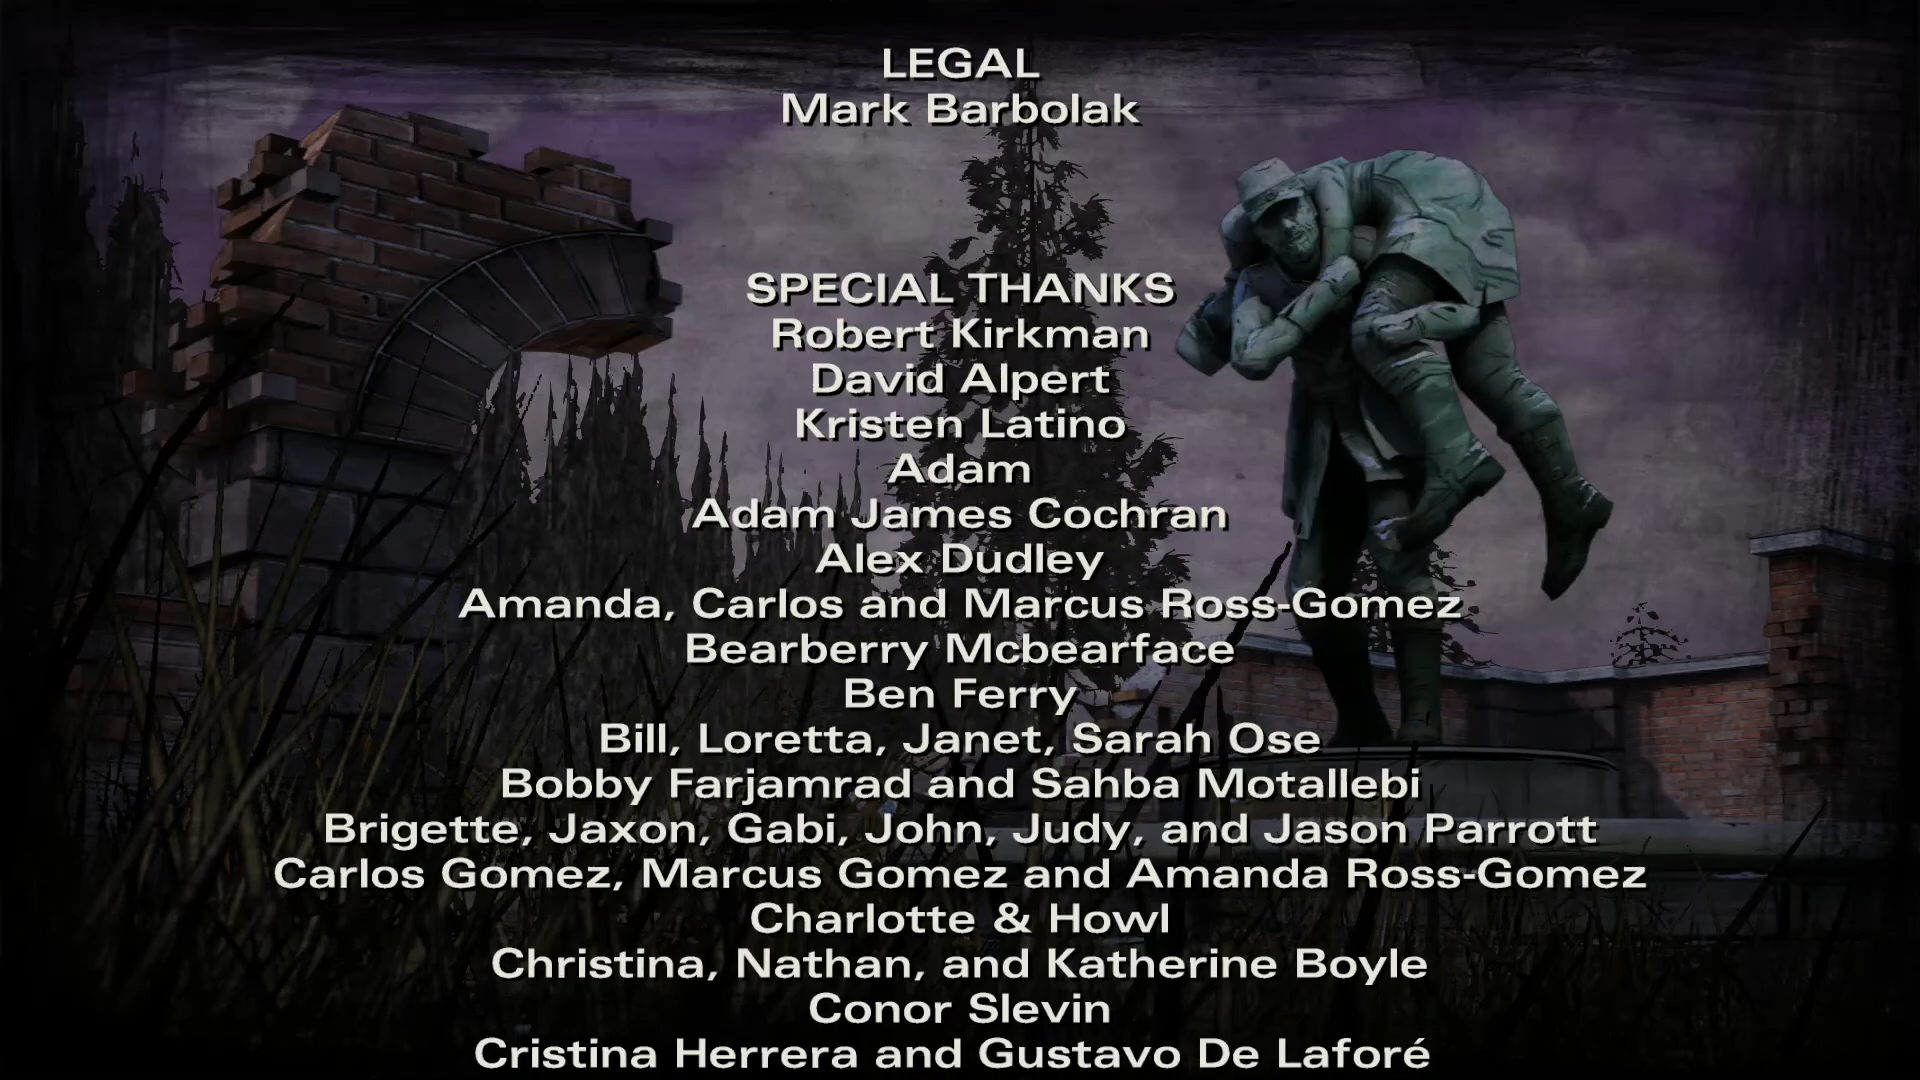 LEGAL
Mark Barbolak
SPECIAL THANKS
Robert Kirkman
David Alpert
Kristen Latino
Adam
Adam James Cochran
Alex Dudley
Amanda, Carlos and Marcus Ross-Gomez
Bearberry Mcbearface
Ben Ferry
Bill, Loretta, Janet, Sarah Ose
Bobby Farjamrad and Sahba Motallebi
Brigette, Jaxon, Gabi, John, Judy, and Jason Parrott
Carlos Gomez, Marcus Gomez and Amanda Ross-Gomez
Charlotte & Howl
Christina, Nathan, and Katherine Boyle
Conor Slevin
Cristina Herrera and Gustavo De Laforé